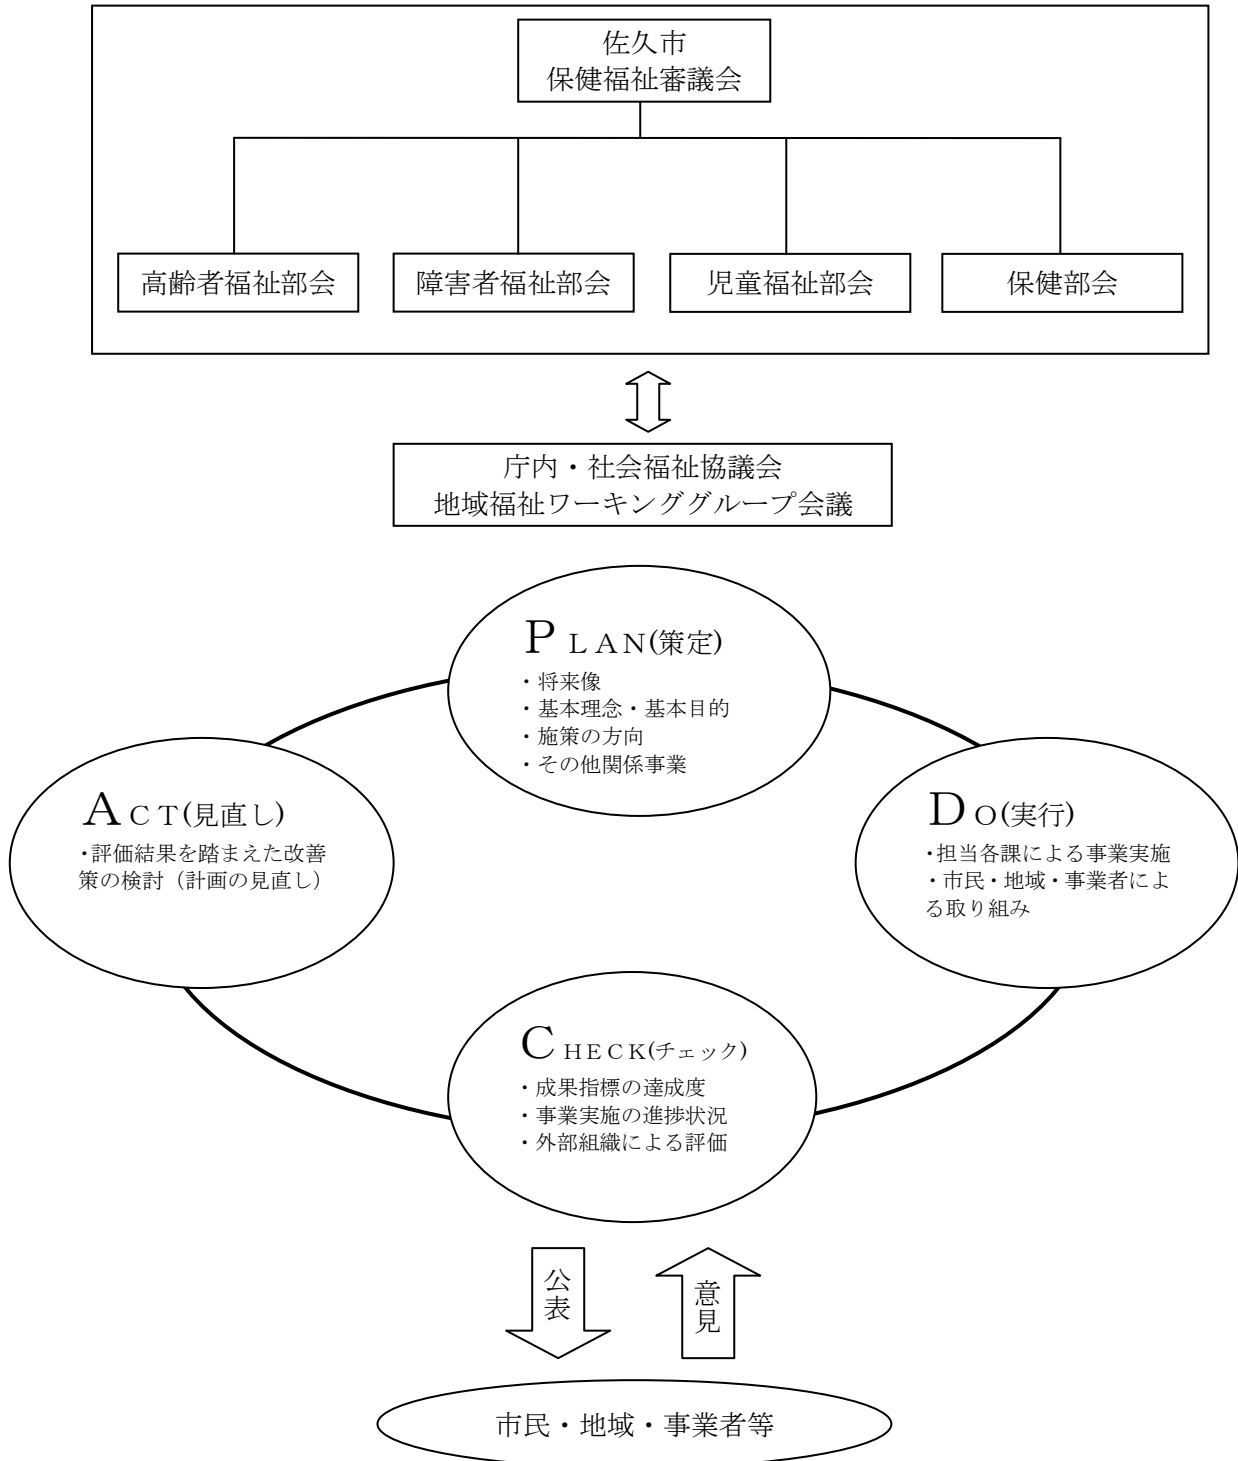 佐久市
保健福祉審議会
高齢者福祉部会
障害者福祉部会
児童福祉部会
保健部会
庁内・社会福祉協議会
地域福祉ワーキンググループ会議
ＰＬＡＮ(策定)
・将来像
・基本理念・基本目的
・施策の方向
・その他関係事業
ＡＣＴ(見直し)
・評価結果を踏まえた改善
策の検討（計画の見直し）
ＤＯ(実行)
・担当各課による事業実施
・市民・地域・事業者によ
る取り組み
ＣＨＥＣＫ(チェック)
・成果指標の達成度
・事業実施の進捗状況
・外部組織による評価
公表
意見
市民・地域・事業者等